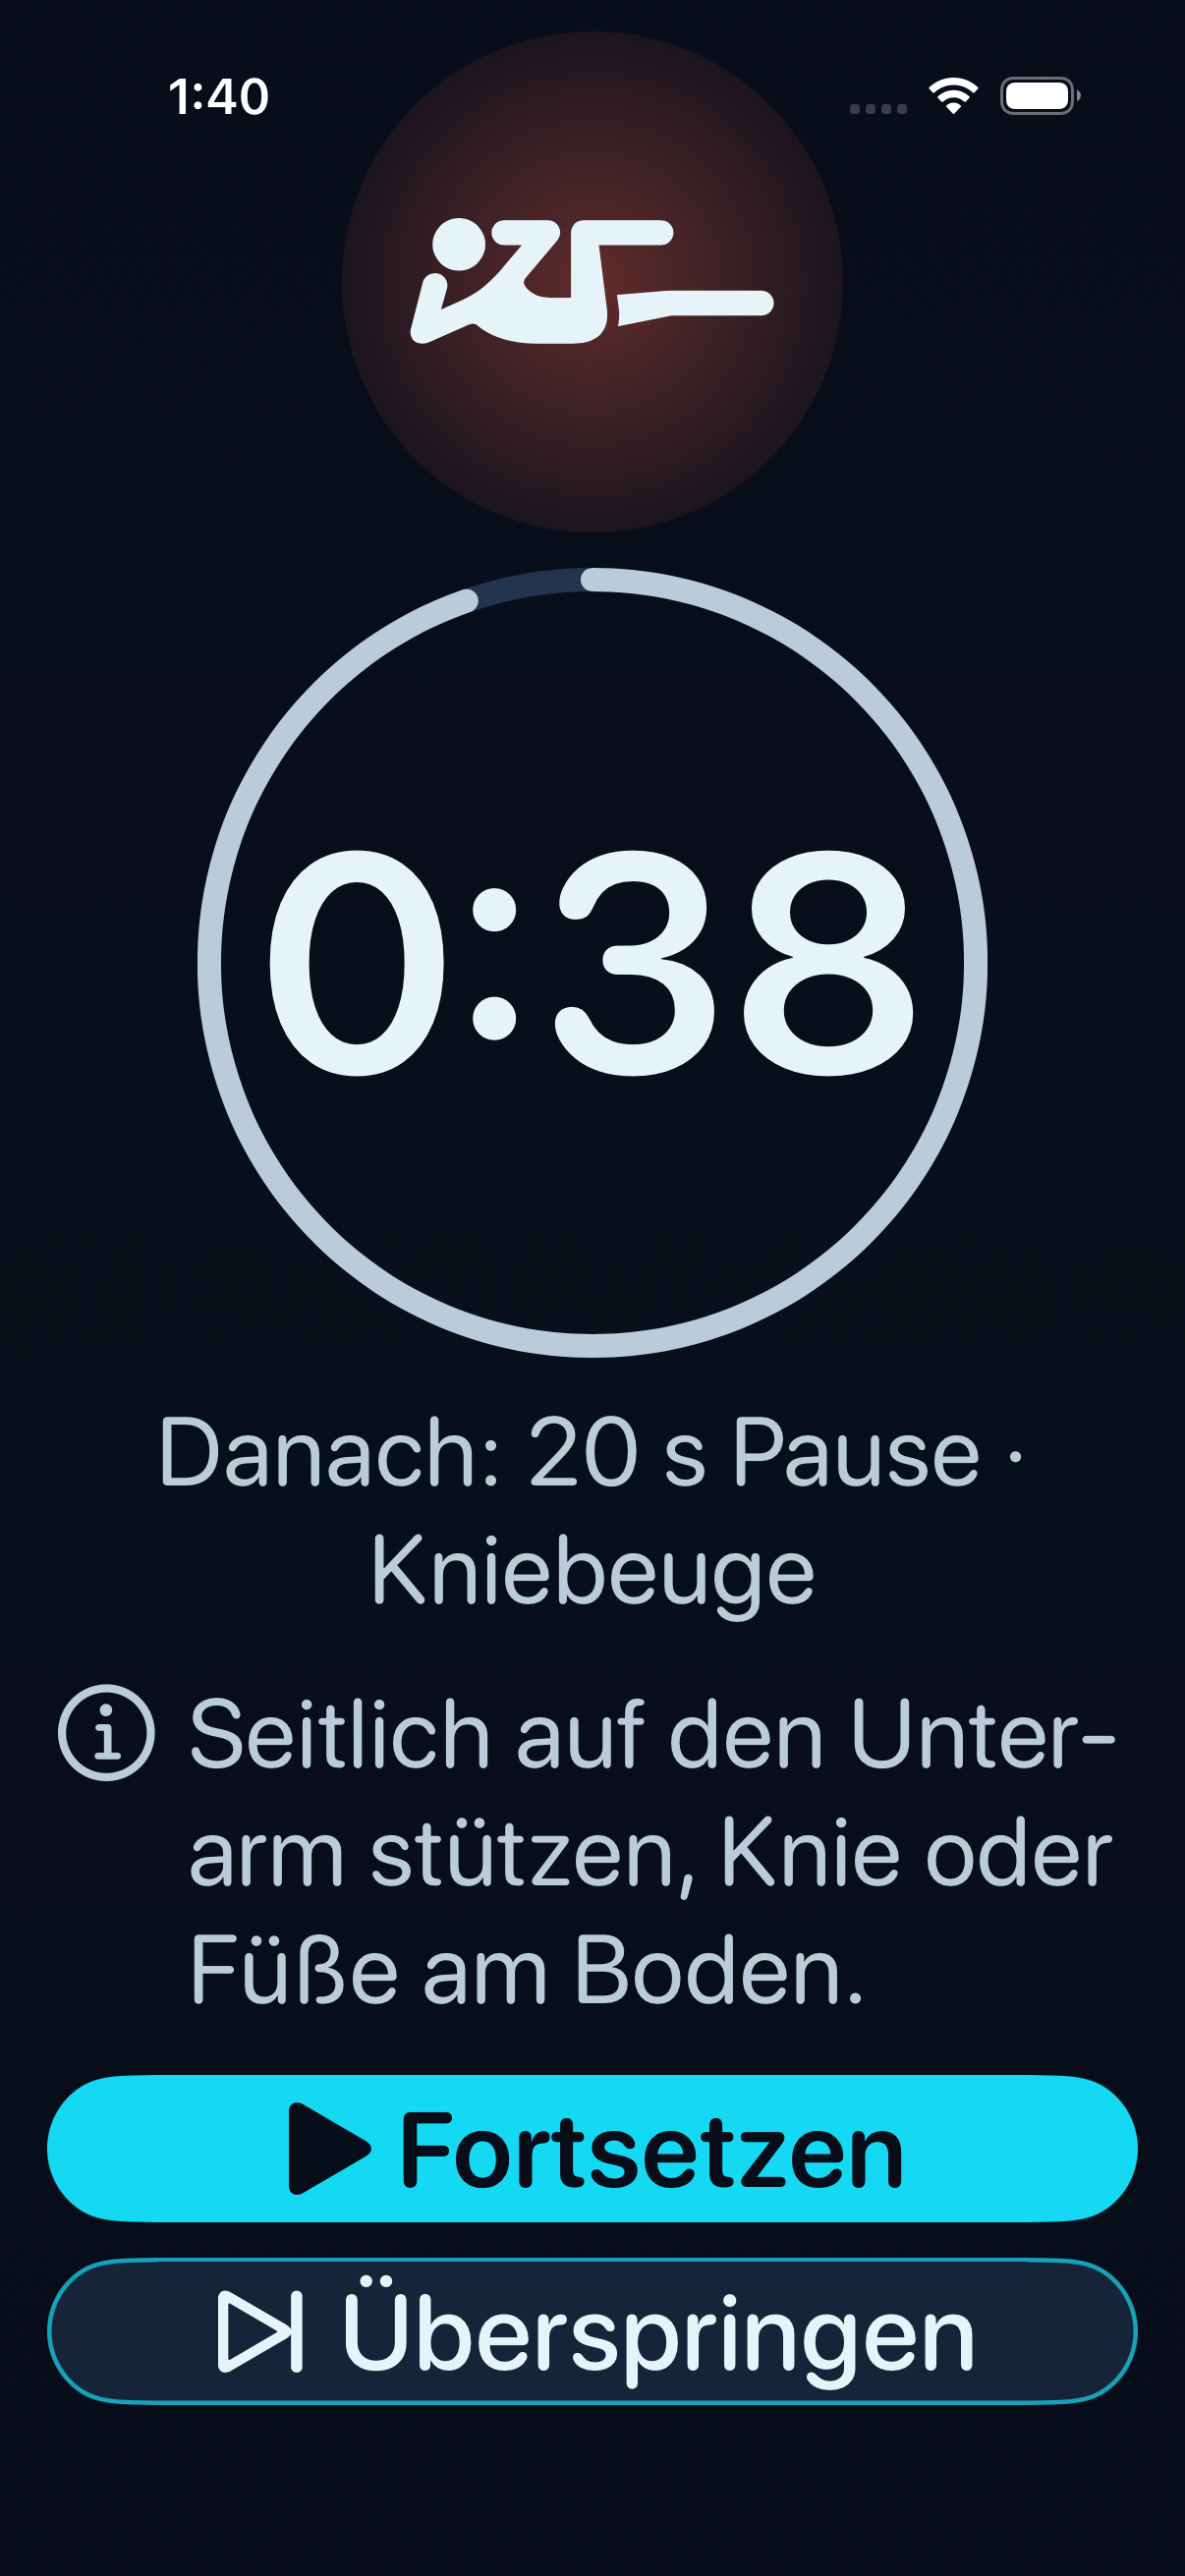 1:40
0:38
Danach: 20 s Pause ·
Kniebeuge
Seitlich auf den Unter-
arm stützen, Knie oder
Füße am Boden.
Fortsetzen
Überspringen